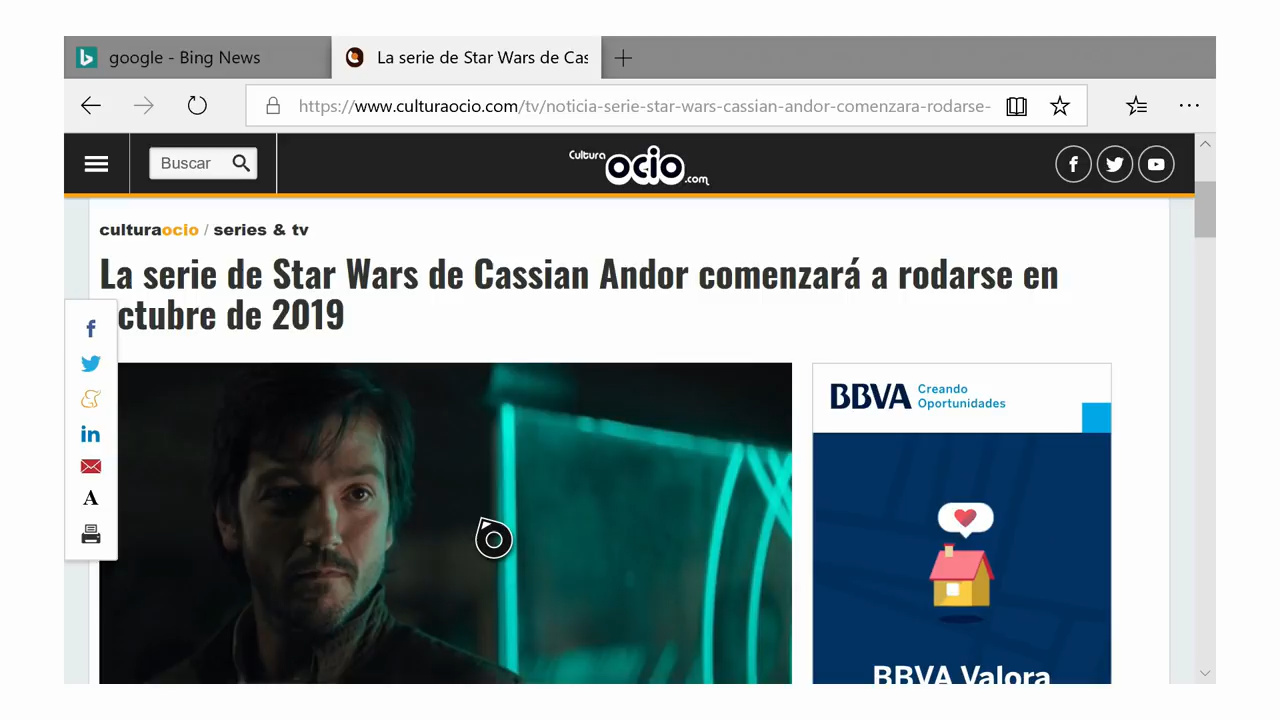 google - Bing News
La serie de Star Wars de Cas
https://www.culturaocio.com/tv/noticia-serie-star-wars-cassian-andor-comenzara-rodarse-
Buscar
Cultura ocio .com
culturaocio / series & tv
La serie de Star Wars de Cassian Andor comenzará a rodarse en
ctubre de 2019
A
BBVA Creando
Oportunidades
BBVA Valora